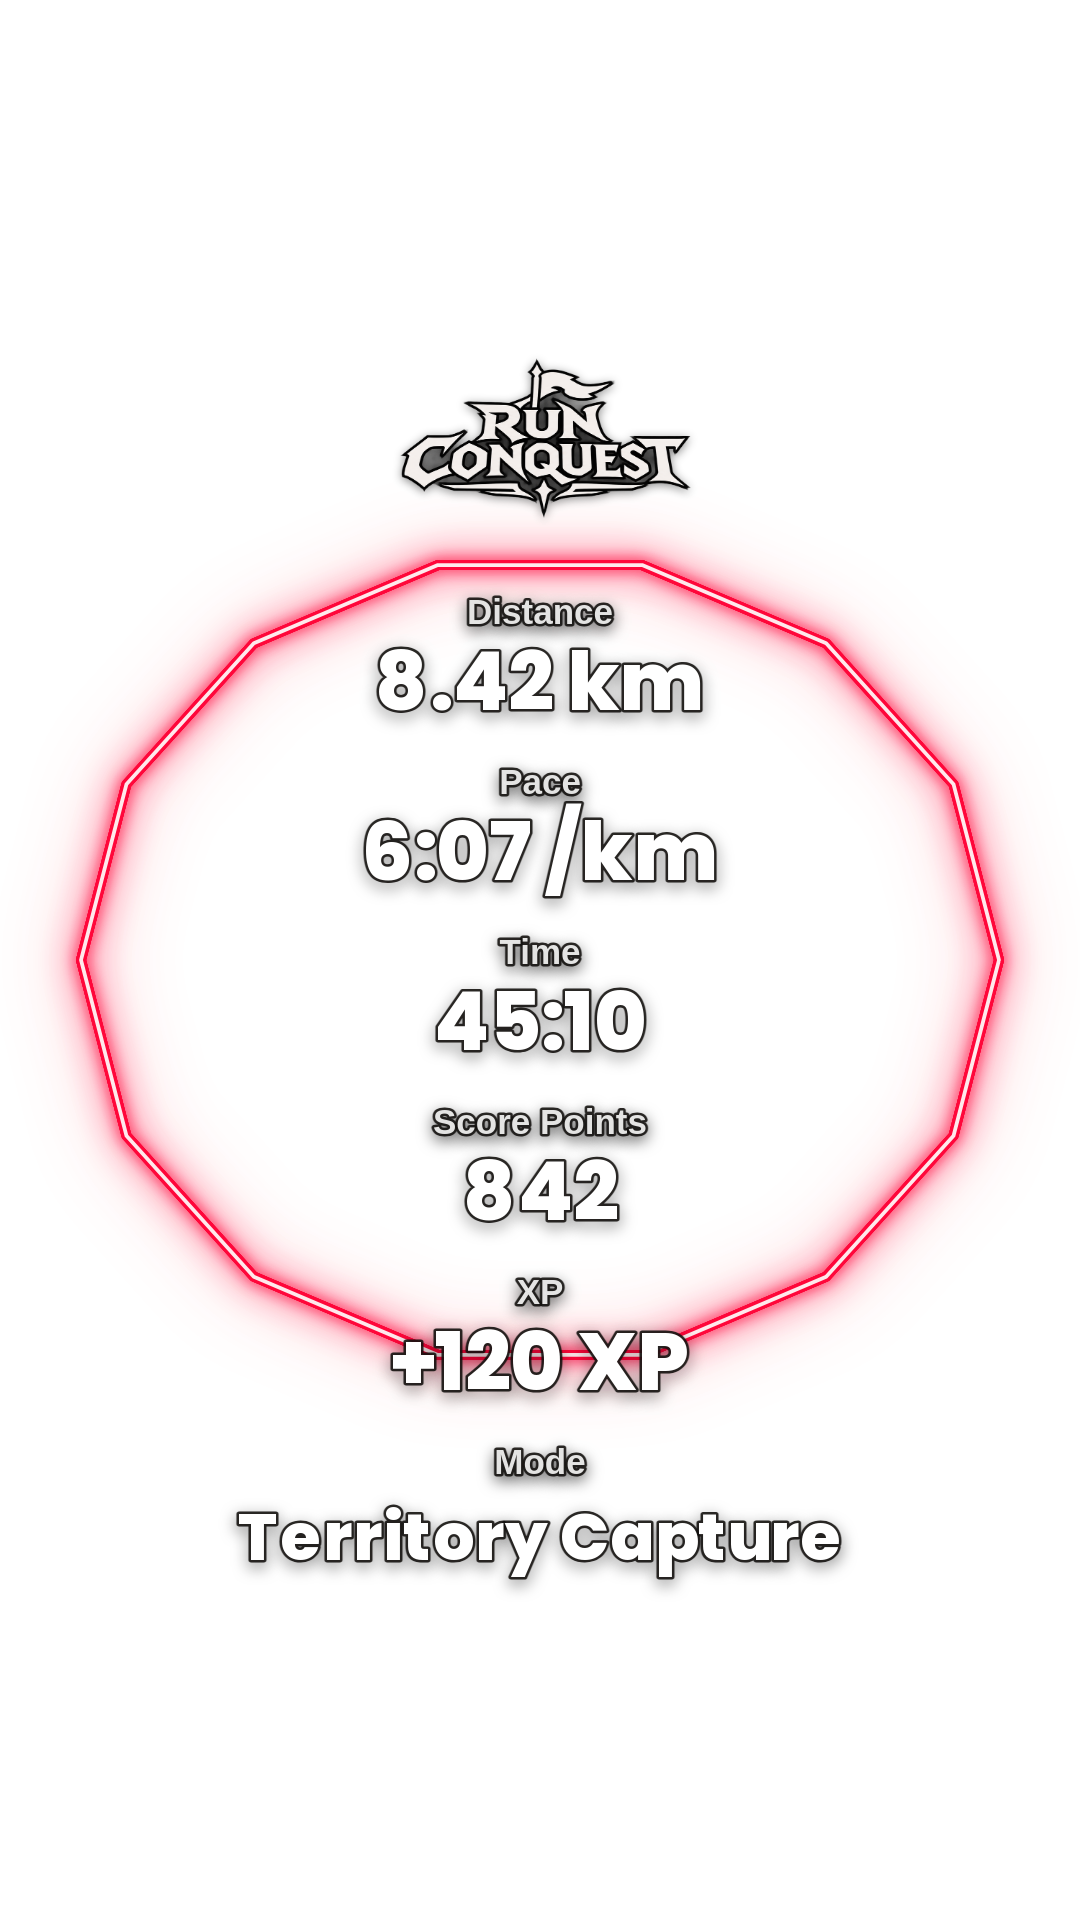 RUN
CONQUEST
Distance
8.42 km
Pace
6:07 /km
Time
45:10
Score Points
842
XP
+120 XP
Mode
Territory Capture